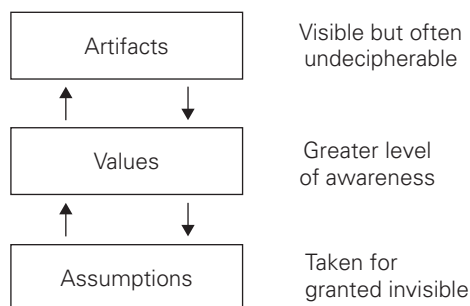 Artifacts
Visible but often
undecipherable
Values
Greater level
of awareness
Assumptions
Taken for
granted invisible